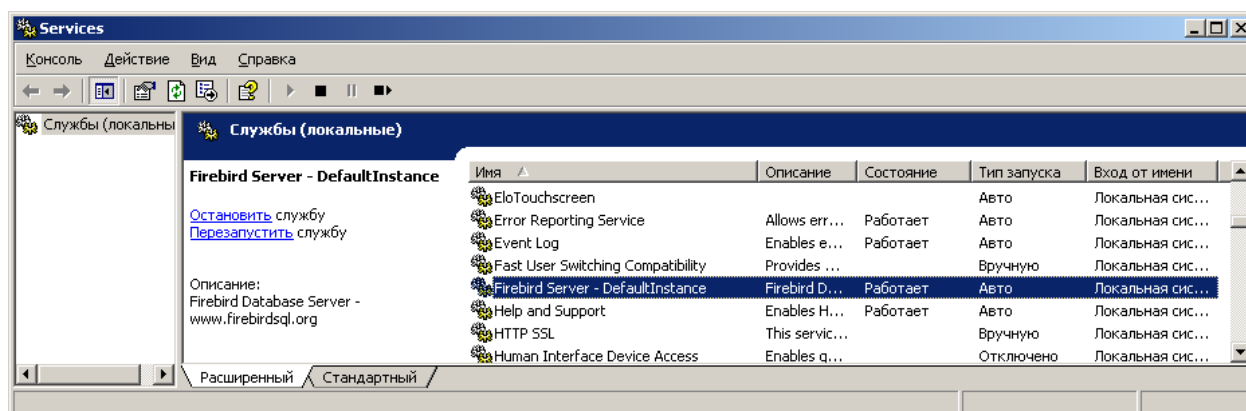 Services
Консоль Действие Вид Справка
Службы (локальны
Службы (локальные)
Firebird Server - DefaultInstance
Остановить службу
Перезапустить службу
Описание:
Firebird Database Server -
www.firebirdsql.org
Имя Описание Состояние Тип запуска Вход от имени
EloTouchscreen Авто Локальная сис...
Error Reporting Service Allows err... Работает Авто Локальная сис...
Event Log Enables e... Работает Авто Локальная сис...
Fast User Switching Compatibility Provides ... Вручную Локальная сис...
Firebird Server - DefaultInstance Firebird D... Работает Авто Локальная сис...
Help and Support Enables H... Работает Авто Локальная сис...
HTTP SSL This servic... Вручную Локальная сис...
Human Interface Device Access Enables g... Отключено Локальная сис...
Расширенный Стандартный